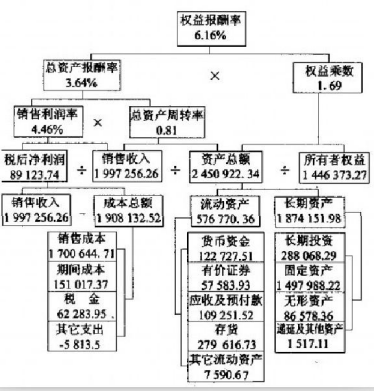 权益报酬率
6.16%
总资产报酬率
3.64%
×
权益乘数
1.69
销售利润率
4.46%
×
总资产周转率
0.81
税后净利润
89 123.74
÷
销售收入
1 997 256.26
÷
资产总额
2 450 922.34
÷
所有者权益
1 446 373.27
销售收入
1 997 256.26
成本总额
1 908 132.52
流动资产
576 770.36
长期资产
1 874 151.98
销售成本
1 700 644.71
期间成本
151 017.37
税 金
62 283.95
其它支出
-5 813.5
货币资金
122 727.51
有价证券
57 583.93
应收及预付款
109 251.52
存货
279 616.73
其它流动资产
7 590.67
长期投资
288 068.29
固定资产
1 497 988.22
无形资产
86 578.36
递延及其他资产
1 517.11